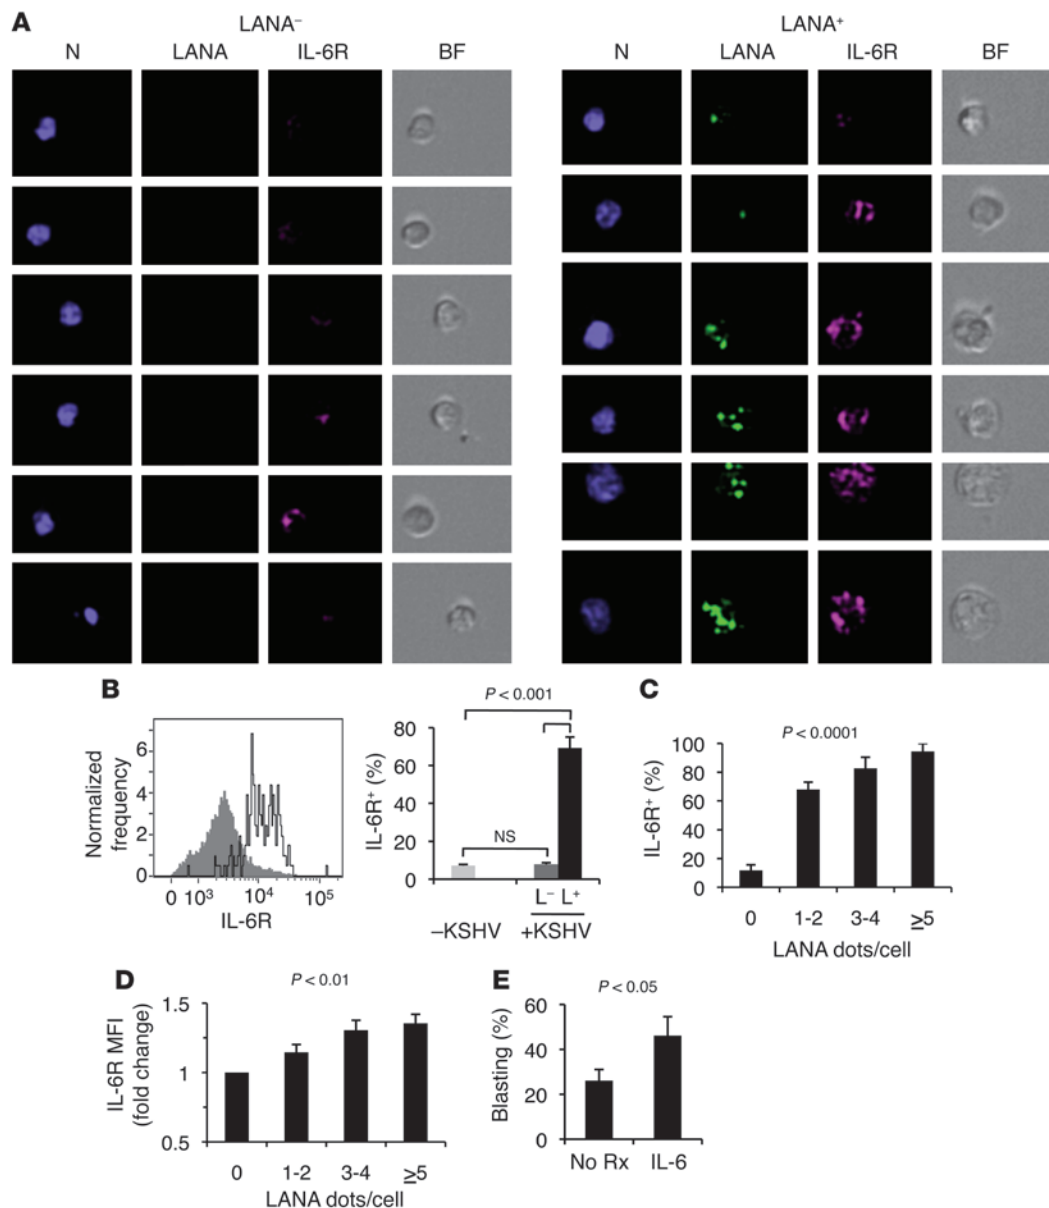 A
LANA⁻
LANA⁺
N LANA IL-6R BF
N LANA IL-6R BF
B
Normalized
frequency
6
4
2
0
0 10³ 10⁴ 10⁵
IL-6R
P < 0.001
IL-6R⁺ (%)
80
60
40
20
0
NS
L⁻ L⁺
–KSHV +KSHV
C
P < 0.0001
IL-6R⁺ (%)
100
80
60
40
20
0
0 1-2 3-4 ≥5
LANA dots/cell
D
P < 0.01
IL-6R MFI
(fold change)
1.5
1
0.5
0 1-2 3-4 ≥5
LANA dots/cell
E
P < 0.05
Blasting (%)
60
40
20
0
No Rx IL-6